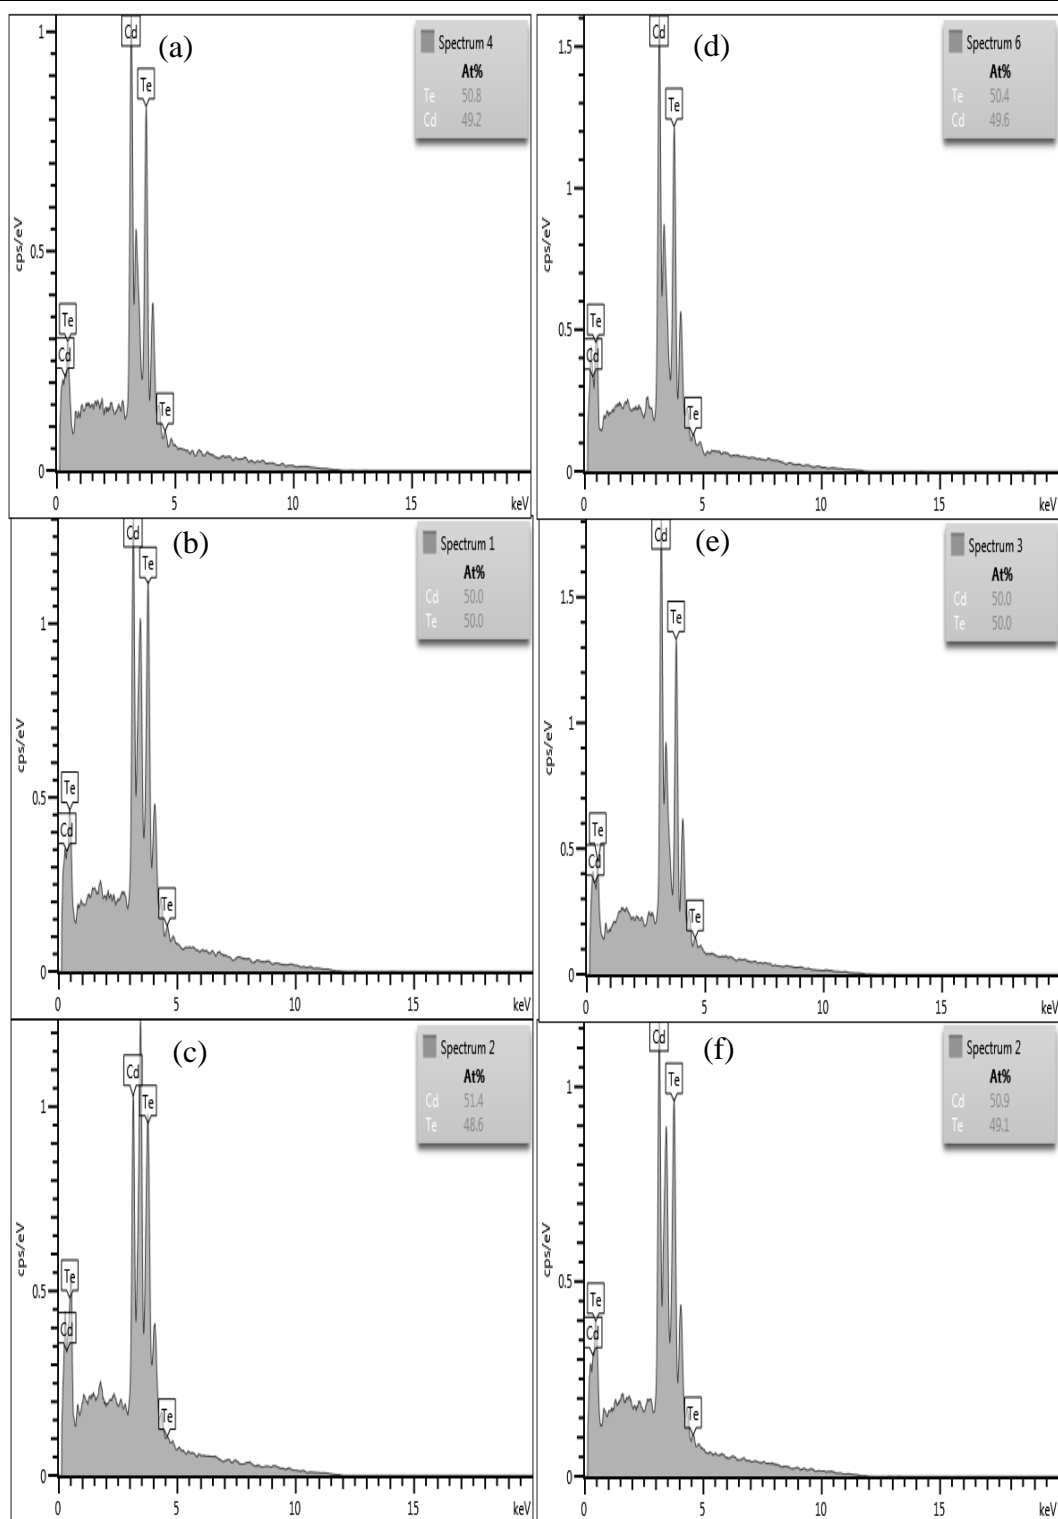 (a)
Spectrum 4
At%
Te 50.8
Cd 49.2
Cd
Te
Te
Cd
Te
1
0.5
0
cps/eV
0 5 10 15 keV
(d)
Spectrum 6
At%
Te 50.4
Cd 49.6
Cd
Te
Te
Cd
Te
1.5
1
0.5
0
cps/eV
0 5 10 15 keV
(b)
Spectrum 1
At%
Cd 50.0
Te 50.0
Cd
Te
Te
Cd
Te
1
0.5
0
cps/eV
0 5 10 15 keV
(e)
Spectrum 3
At%
Cd 50.0
Te 50.0
Cd
Te
Te
Cd
Te
1.5
1
0.5
0
cps/eV
0 5 10 15 keV
(c)
Spectrum 2
At%
Cd 51.4
Te 48.6
Cd
Te
Te
Cd
Te
1
0.5
0
cps/eV
0 5 10 15 keV
(f)
Spectrum 2
At%
Cd 50.9
Te 49.1
Cd
Te
Te
Cd
Te
1
0.5
0
cps/eV
0 5 10 15 keV